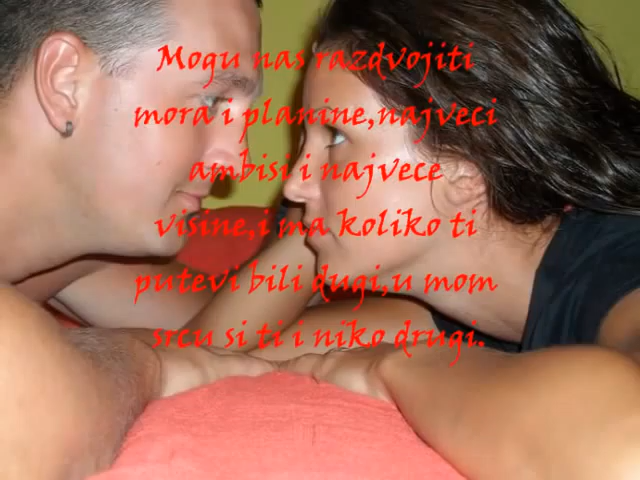 Mogu nas razdvojiti
mora i planine,najveci
ambisi i najvece
visine,i ma koliko ti
putevi bili dugi,u mom
srcu si ti i niko drugi.